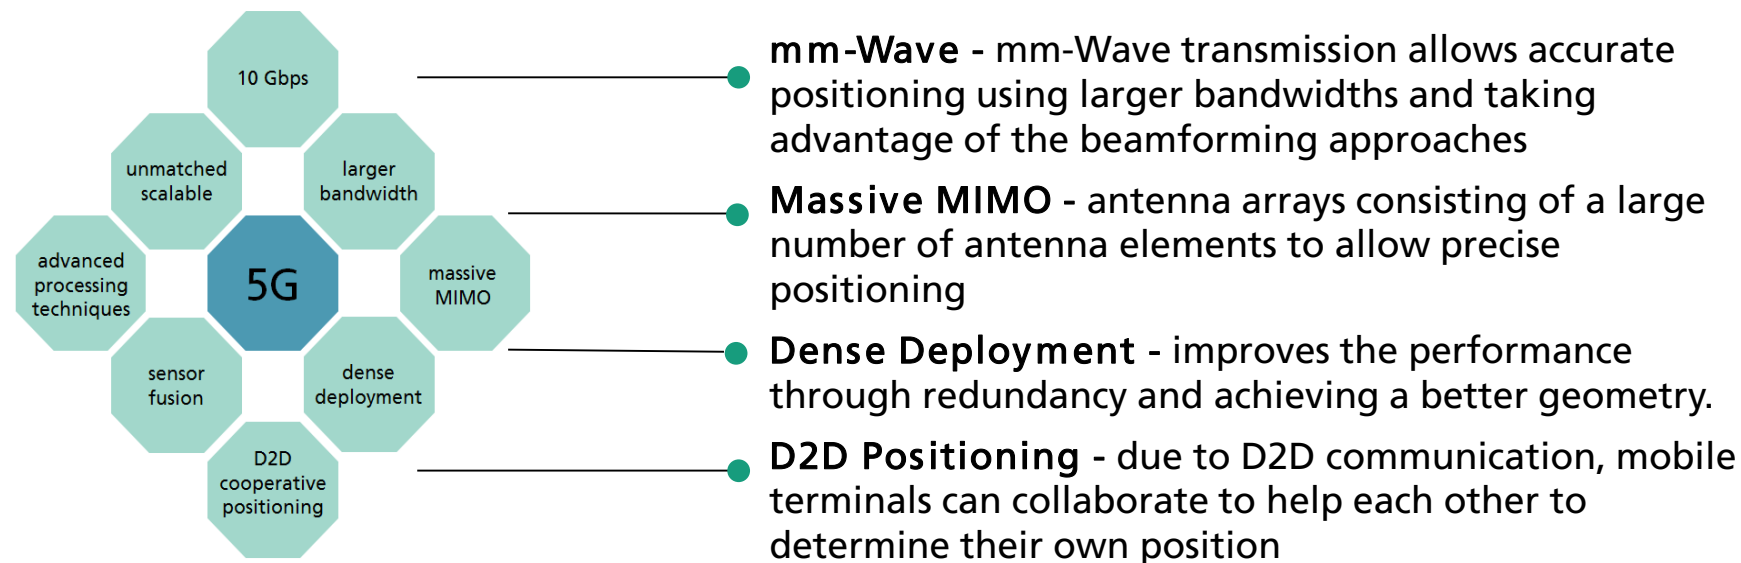 10 Gbps
unmatched
scalable
larger
bandwidth
advanced
processing
techniques
5G
massive
MIMO
sensor
fusion
dense
deployment
D2D
cooperative
positioning
mm-Wave - mm-Wave transmission allows accurate
positioning using larger bandwidths and taking
advantage of the beamforming approaches
Massive MIMO - antenna arrays consisting of a large
number of antenna elements to allow precise
positioning
Dense Deployment - improves the performance
through redundancy and achieving a better geometry.
D2D Positioning - due to D2D communication, mobile
terminals can collaborate to help each other to
determine their own position